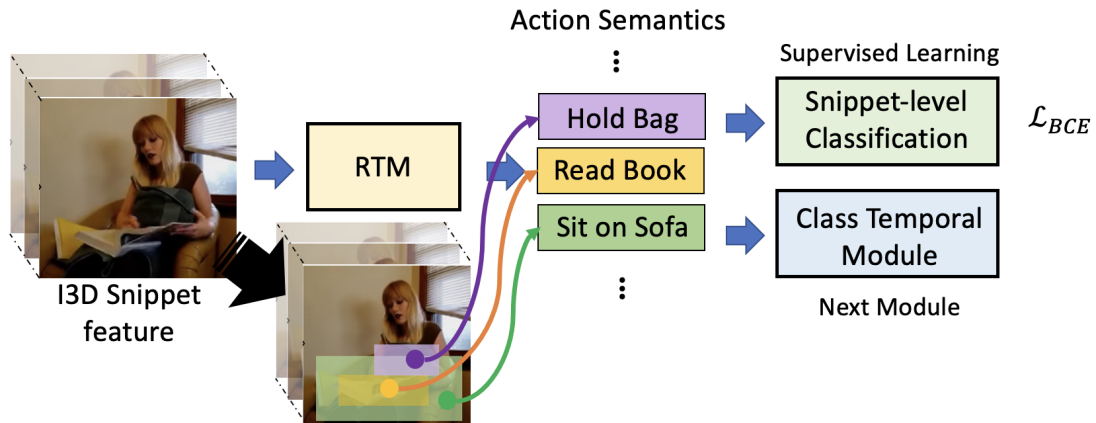 Action Semantics
Supervised Learning
Hold Bag
Snippet-level
Classification
ℒ_BCE
RTM
Read Book
Sit on Sofa
Class Temporal
Module
I3D Snippet
feature
Next Module